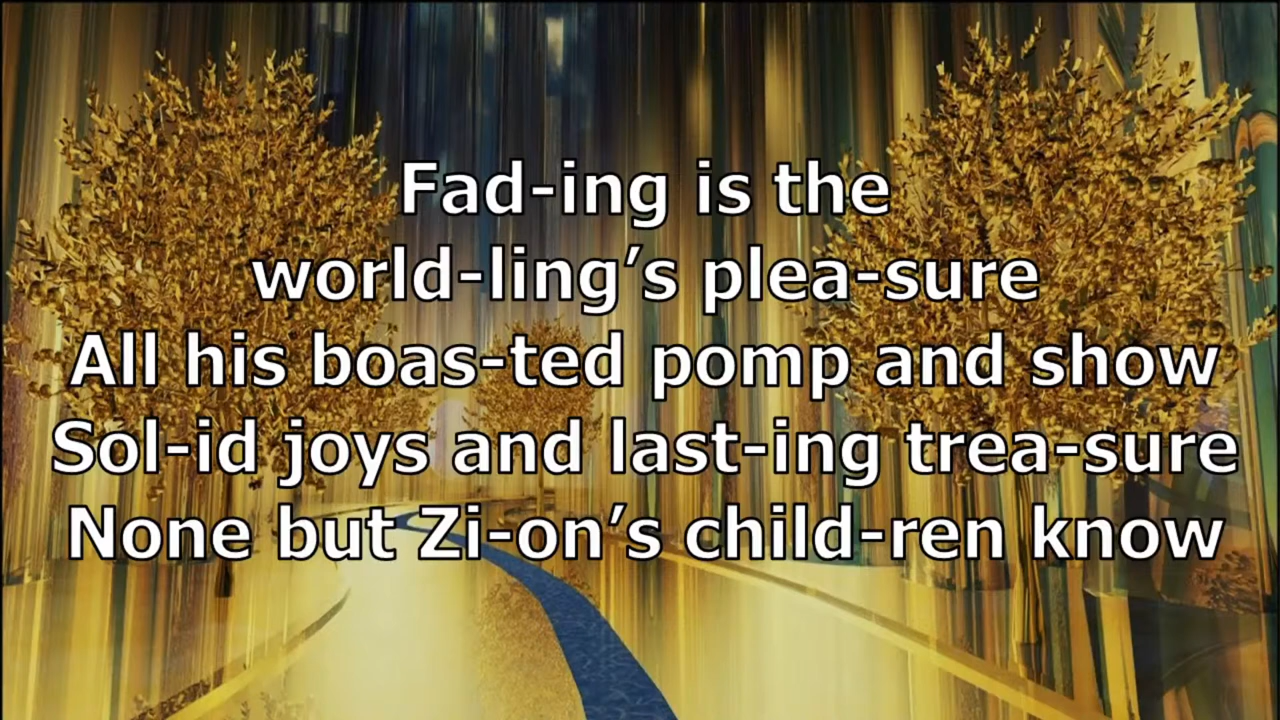 Fad-ing is the
world-ling’s plea-sure
All his boas-ted pomp and show
Sol-id joys and last-ing trea-sure
None but Zi-on’s child-ren know